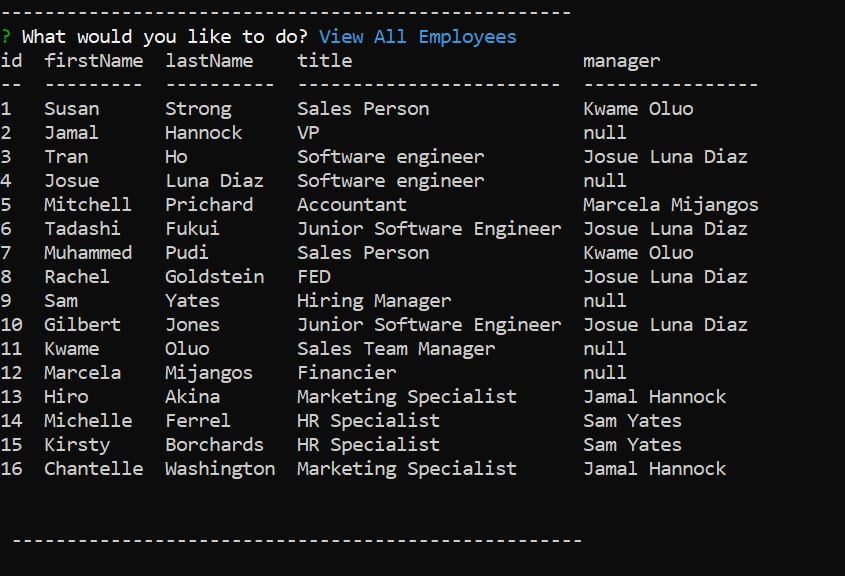 ----------------------------------------------------
? What would you like to do? View All Employees
id  firstName  lastName    title                     manager
--  ---------  ----------  ------------------------  ----------------
1   Susan      Strong      Sales Person              Kwame Oluo
2   Jamal      Hannock     VP                        null
3   Tran       Ho          Software engineer         Josue Luna Diaz
4   Josue      Luna Diaz   Software engineer         null
5   Mitchell   Prichard    Accountant                Marcela Mijangos
6   Tadashi    Fukui       Junior Software Engineer  Josue Luna Diaz
7   Muhammed   Pudi        Sales Person              Kwame Oluo
8   Rachel     Goldstein   FED                       Josue Luna Diaz
9   Sam        Yates       Hiring Manager            null
10  Gilbert    Jones       Junior Software Engineer  Josue Luna Diaz
11  Kwame      Oluo        Sales Team Manager        null
12  Marcela    Mijangos    Financier                 null
13  Hiro       Akina       Marketing Specialist      Jamal Hannock
14  Michelle   Ferrel      HR Specialist             Sam Yates
15  Kirsty     Borchards   HR Specialist             Sam Yates
16  Chantelle  Washington  Marketing Specialist      Jamal Hannock
----------------------------------------------------